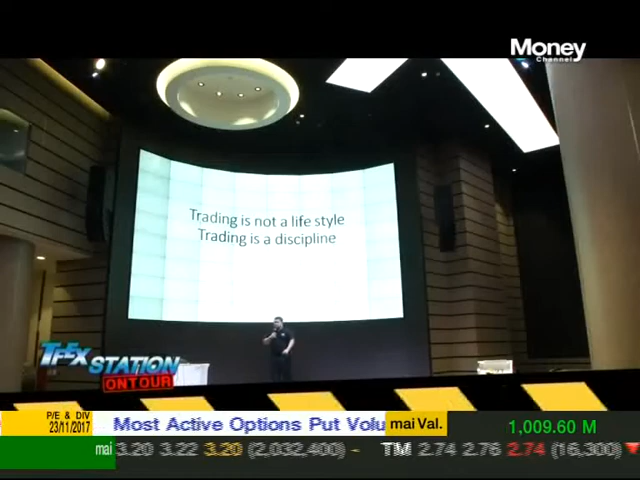 Money
Channel
Trading is not a life style
Trading is a discipline
TFEX STATION
ON TOUR
P/E & DIV
23/11/2017
Most Active Options Put Volu
mai Val.
1,009.60 M
mai
3.20 3.22 3.20 (2,032,400) - TM 2.74 2.76 2.74 (16,300)